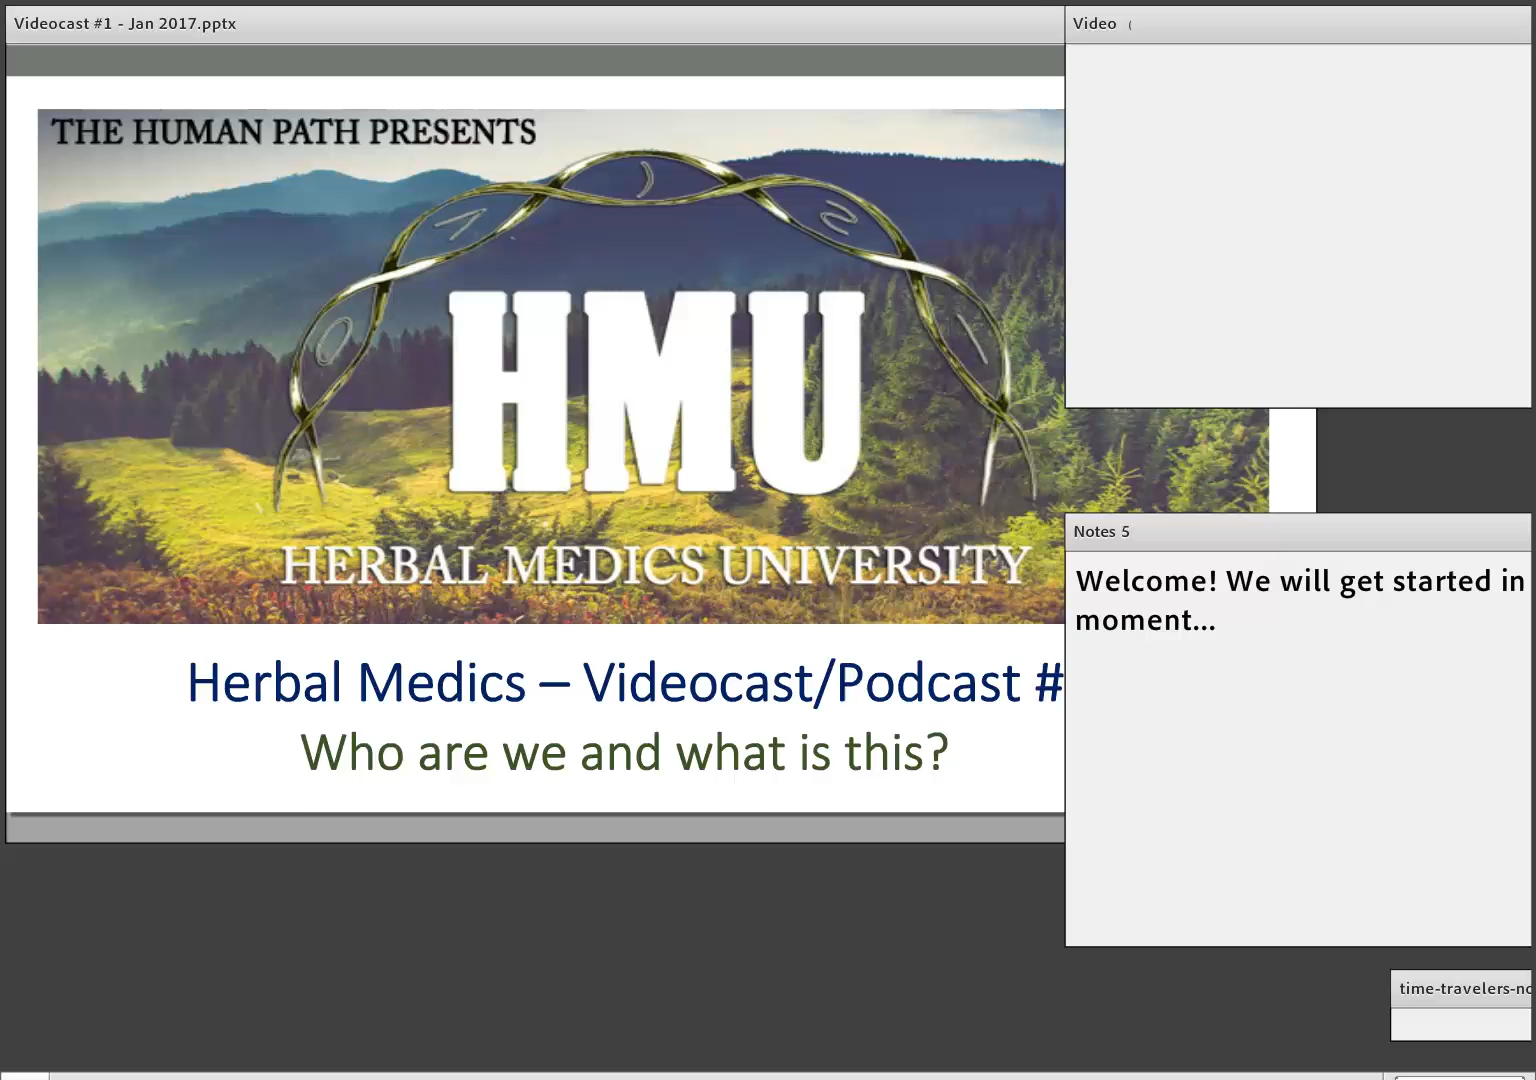 Videocast #1 - Jan 2017.pptx
Video
THE HUMAN PATH PRESENTS
HMU
HERBAL MEDICS UNIVERSITY
Herbal Medics – Videocast/Podcast #
Who are we and what is this?
Notes 5
Welcome! We will get started in
moment...
time-travelers-no